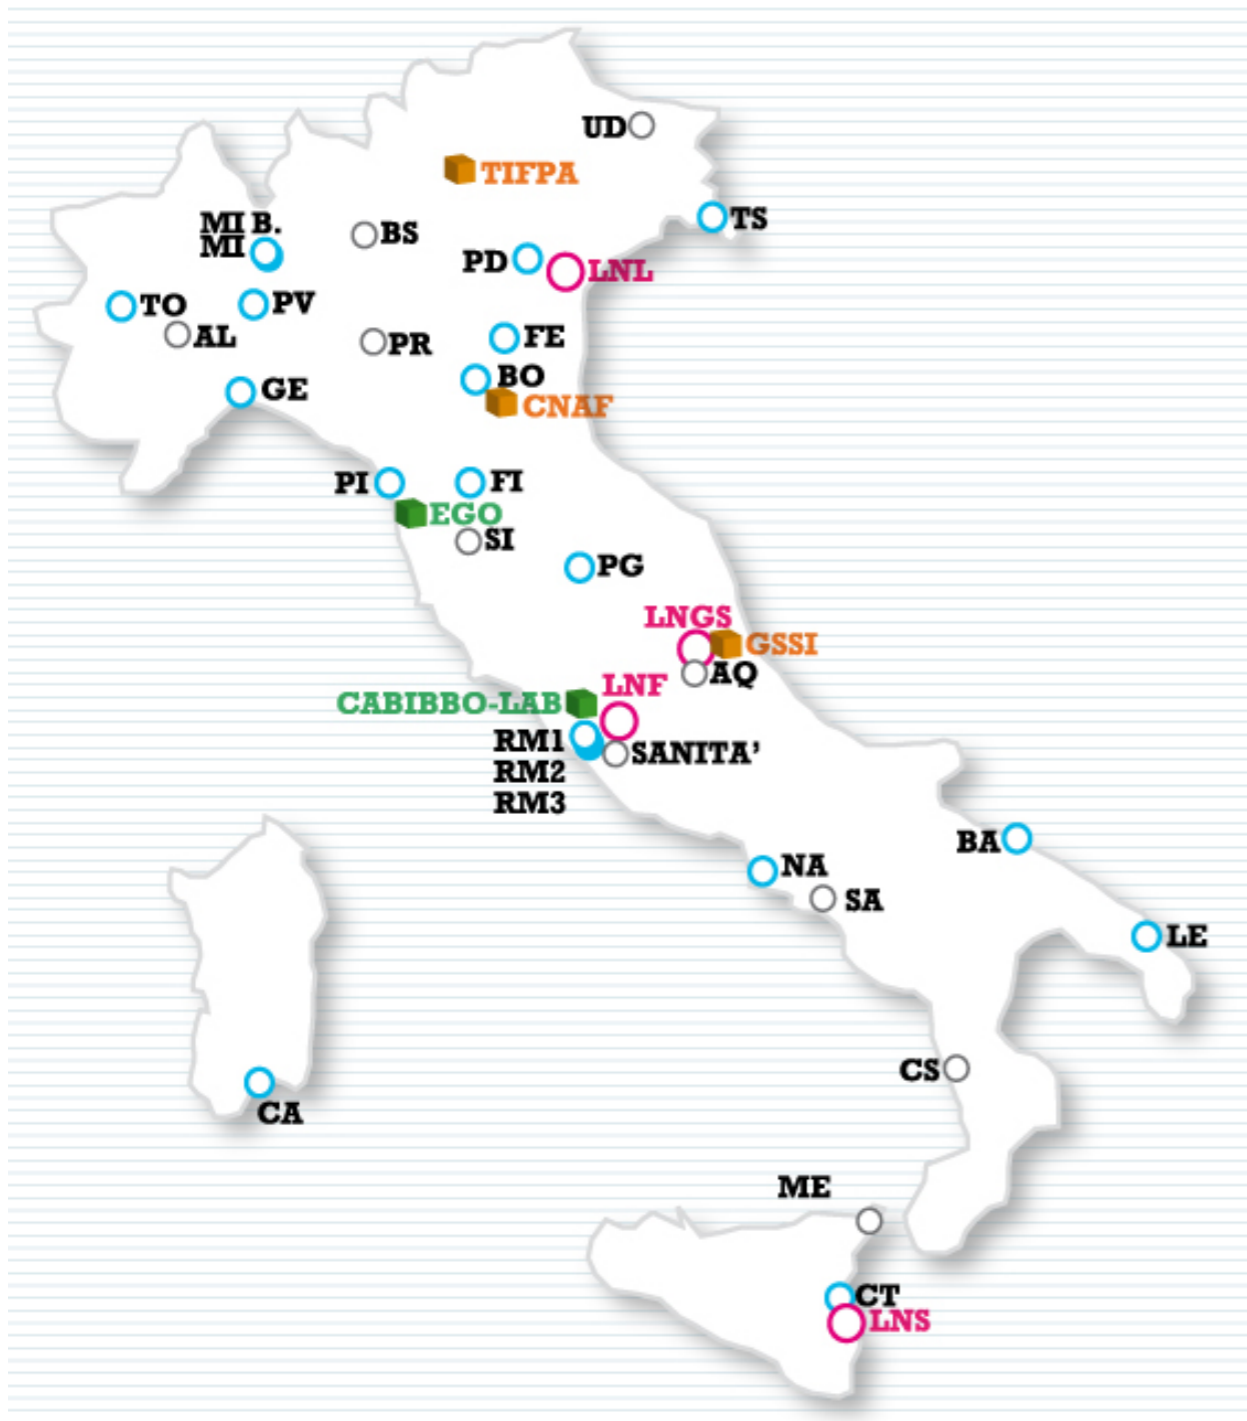 UD
TIFPA
MI B.
MI
BS
TS
PD
LNL
TO
PV
AL
PR
FE
BO
GE
CNAF
PI
FI
EGO
SI
PG
LNGS
GSSI
AQ
LNF
CABIBBO-LAB
RM1
SANITA’
RM2
RM3
BA
NA
SA
LE
CS
CA
ME
CT
LNS